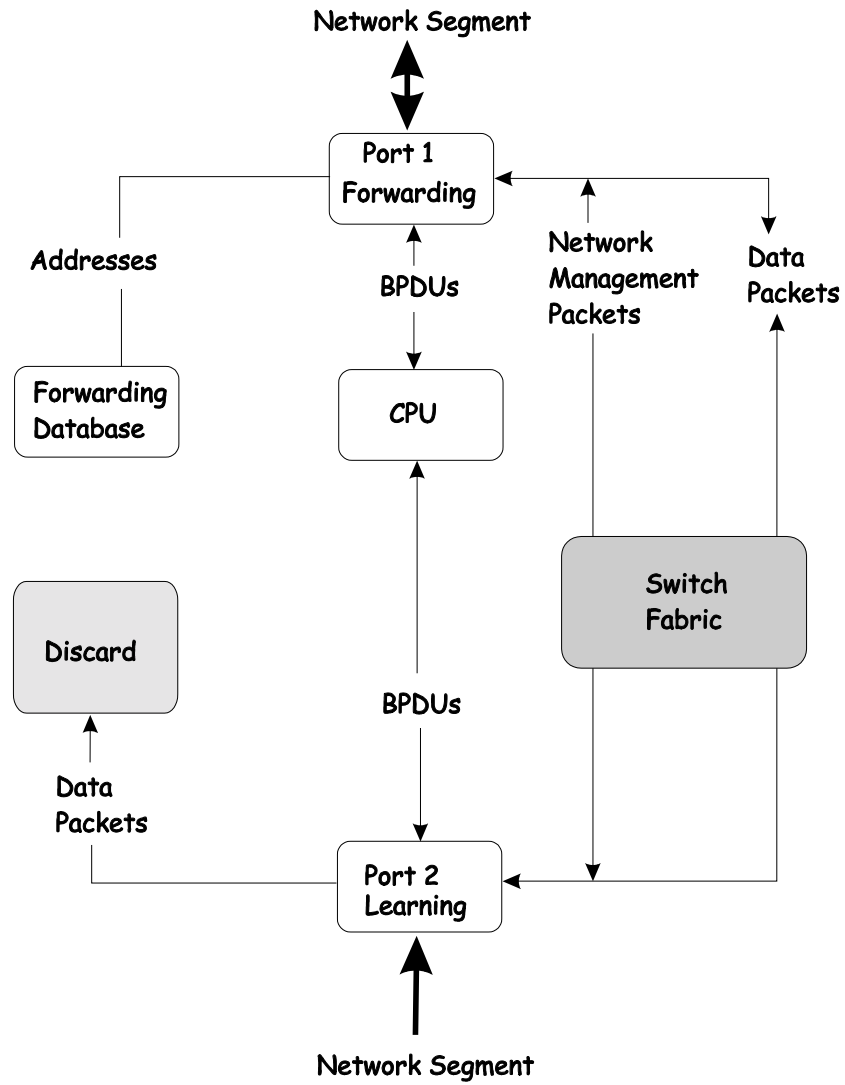 Network Segment
Port 1
Forwarding
Addresses
BPDUs
Network
Management
Packets
Data
Packets
Forwarding
Database
CPU
Switch
Fabric
Discard
BPDUs
Data
Packets
Port 2
Learning
Network Segment